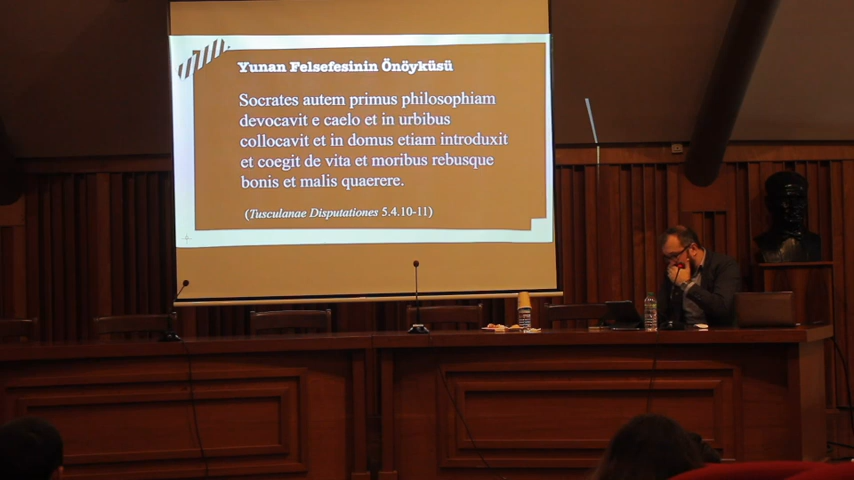 Yunan Felsefesinin Önöyküsü
Socrates autem primus philosophiam
devocavit e caelo et in urbibus
collocavit et in domus etiam introduxit
et coegit de vita et moribus rebusque
bonis et malis quaerere.
(Tusculanae Disputationes 5.4.10-11)